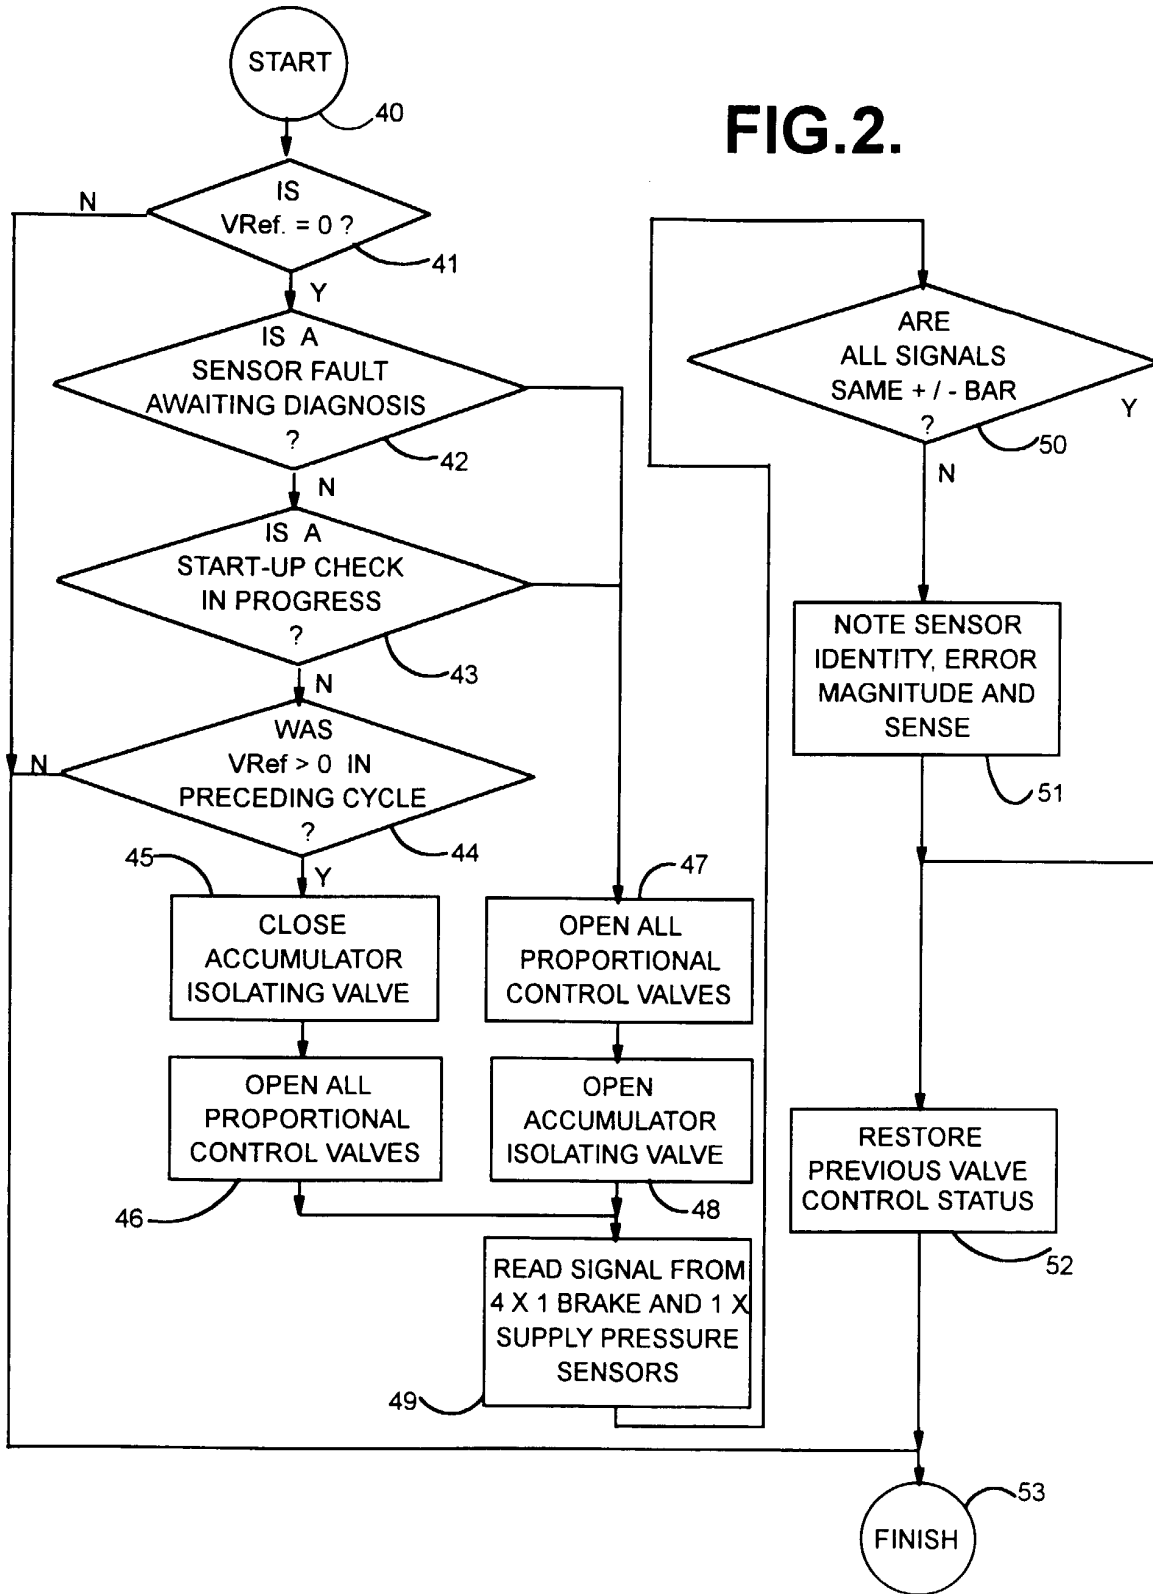 START
40
FIG.2.
IS
VRef. = 0 ?
N
41
Y
IS A
SENSOR FAULT
AWAITING DIAGNOSIS
?
42
N
IS A
START-UP CHECK
IN PROGRESS
?
43
N
WAS
VRef > 0 IN
PRECEDING CYCLE
?
N
44
Y
45
CLOSE
ACCUMULATOR
ISOLATING VALVE
OPEN ALL
PROPORTIONAL
CONTROL VALVES
46
47
OPEN ALL
PROPORTIONAL
CONTROL VALVES
OPEN
ACCUMULATOR
ISOLATING VALVE
48
READ SIGNAL FROM
4 X 1 BRAKE AND 1 X
SUPPLY PRESSURE
SENSORS
49
ARE
ALL SIGNALS
SAME + / - BAR
?
Y
50
N
NOTE SENSOR
IDENTITY, ERROR
MAGNITUDE AND
SENSE
51
RESTORE
PREVIOUS VALVE
CONTROL STATUS
52
53
FINISH